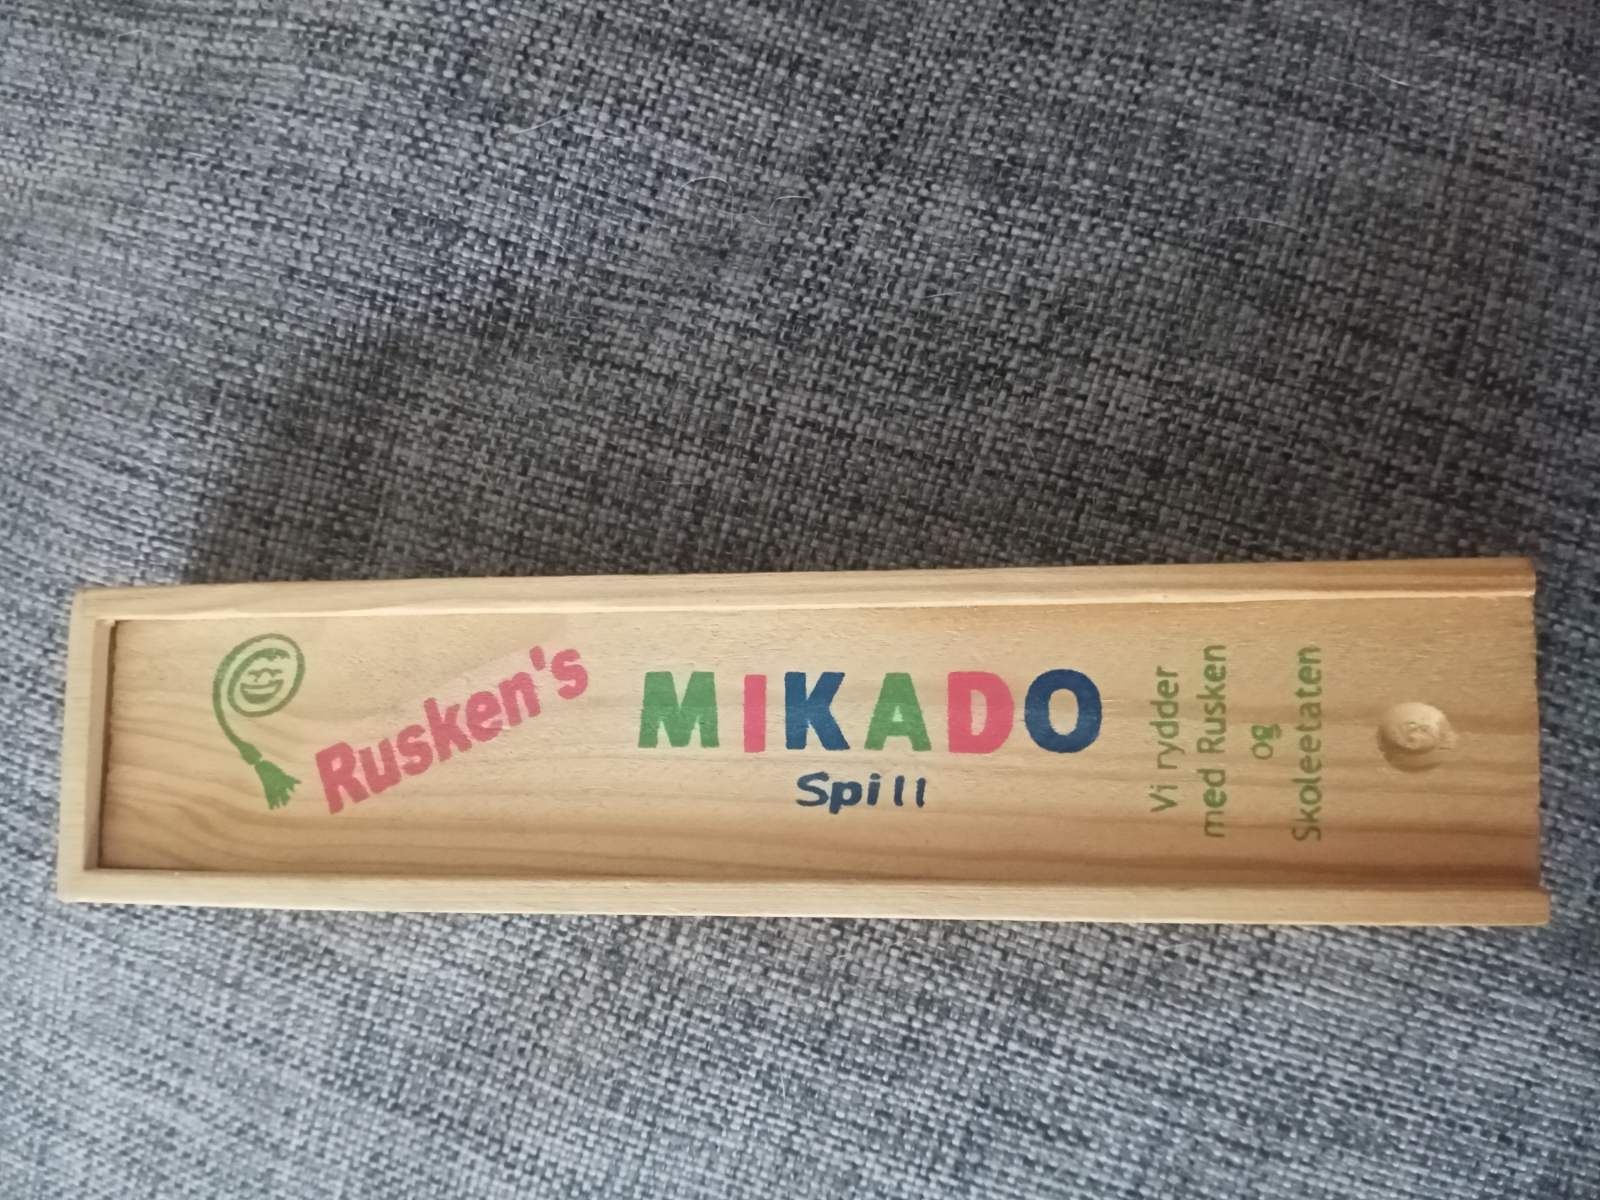 Rusken's
MIKADO
Spill
Vi rydder
med Rusken
og
Skoleetaten